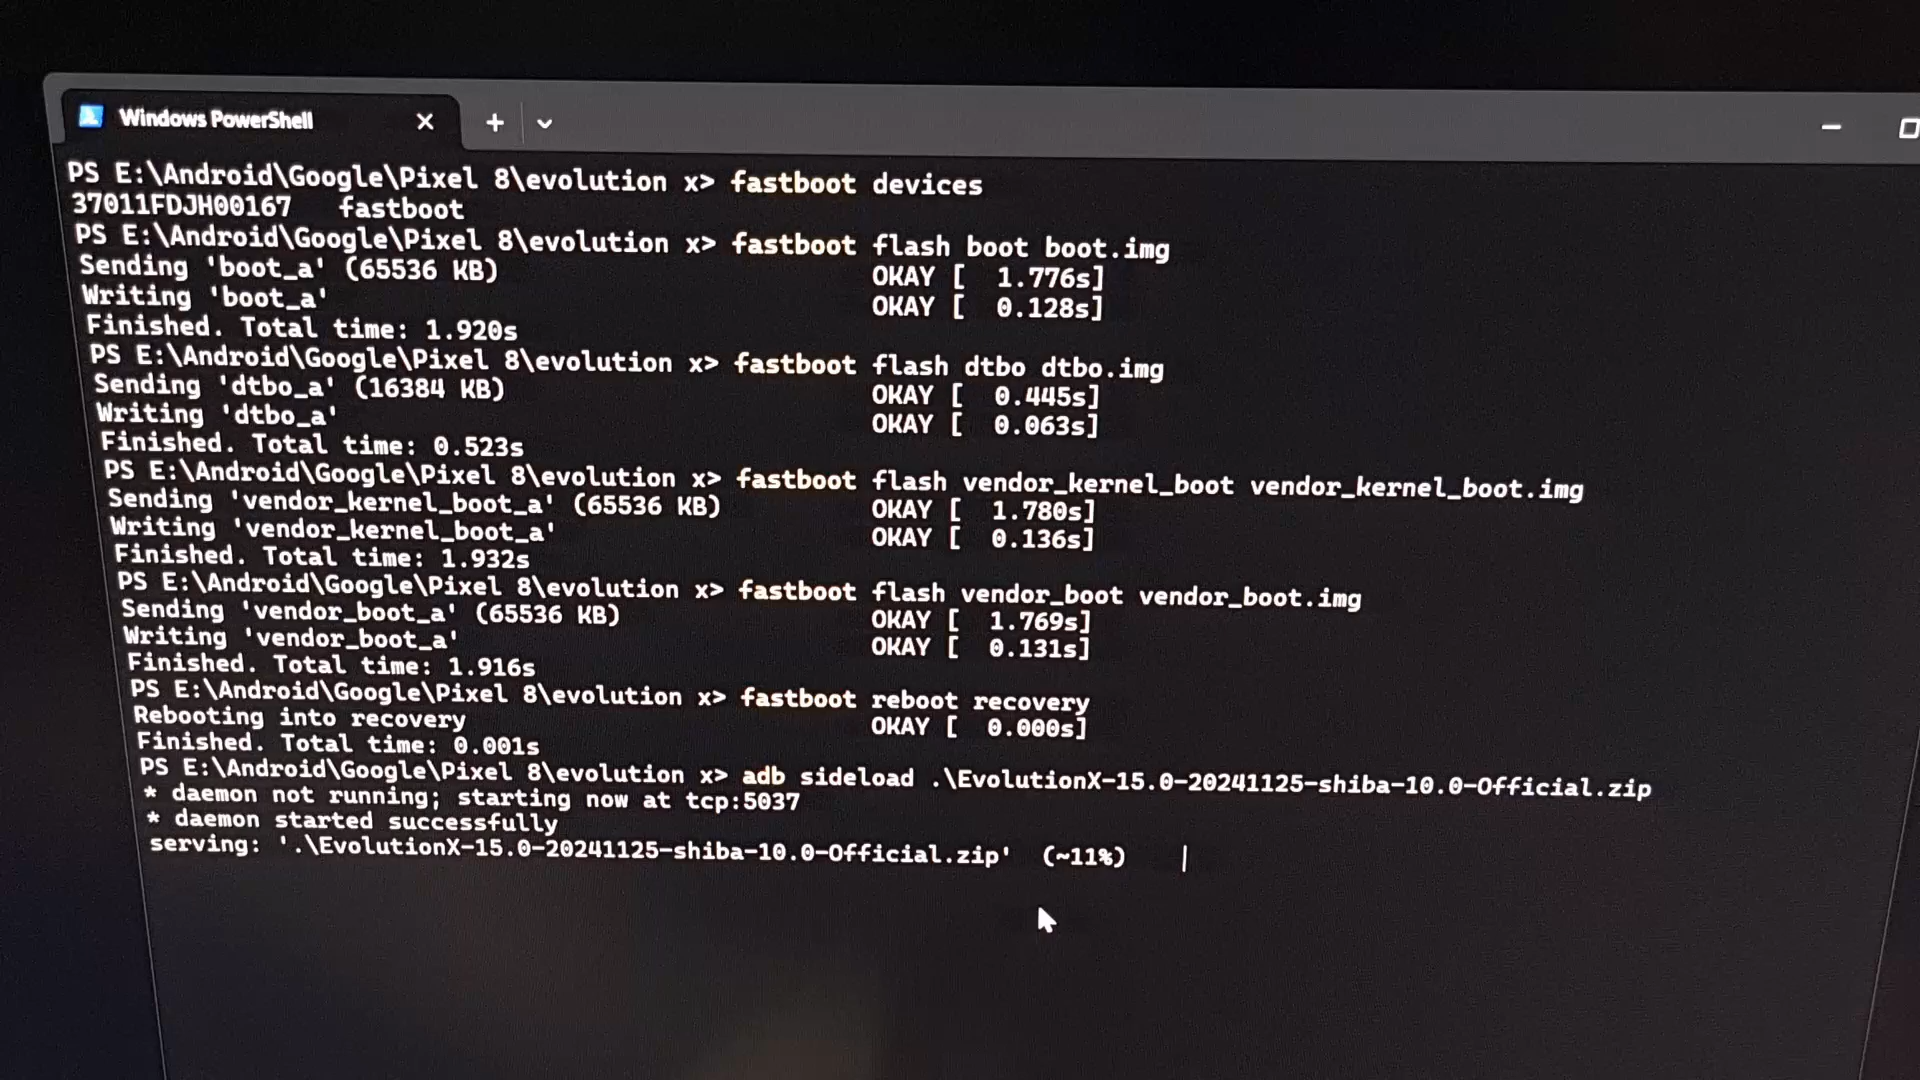 Windows PowerShell
PS E:\Android\Google\Pixel 8\evolution x> fastboot devices
37011FDJH00167   fastboot
PS E:\Android\Google\Pixel 8\evolution x> fastboot flash boot boot.img
Sending 'boot_a' (65536 KB)                        OKAY [  1.776s]
Writing 'boot_a'                                   OKAY [  0.128s]
Finished. Total time: 1.920s
PS E:\Android\Google\Pixel 8\evolution x> fastboot flash dtbo dtbo.img
Sending 'dtbo_a' (16384 KB)                        OKAY [  0.445s]
Writing 'dtbo_a'                                   OKAY [  0.063s]
Finished. Total time: 0.523s
PS E:\Android\Google\Pixel 8\evolution x> fastboot flash vendor_kernel_boot vendor_kernel_boot.img
Sending 'vendor_kernel_boot_a' (65536 KB)          OKAY [  1.780s]
Writing 'vendor_kernel_boot_a'                     OKAY [  0.136s]
Finished. Total time: 1.932s
PS E:\Android\Google\Pixel 8\evolution x> fastboot flash vendor_boot vendor_boot.img
Sending 'vendor_boot_a' (65536 KB)                 OKAY [  1.769s]
Writing 'vendor_boot_a'                            OKAY [  0.131s]
Finished. Total time: 1.916s
PS E:\Android\Google\Pixel 8\evolution x> fastboot reboot recovery
Rebooting into recovery                            OKAY [  0.000s]
Finished. Total time: 0.001s
PS E:\Android\Google\Pixel 8\evolution x> adb sideload .\EvolutionX-15.0-20241125-shiba-10.0-Official.zip
* daemon not running; starting now at tcp:5037
* daemon started successfully
serving: '.\EvolutionX-15.0-20241125-shiba-10.0-Official.zip'  (~11%)